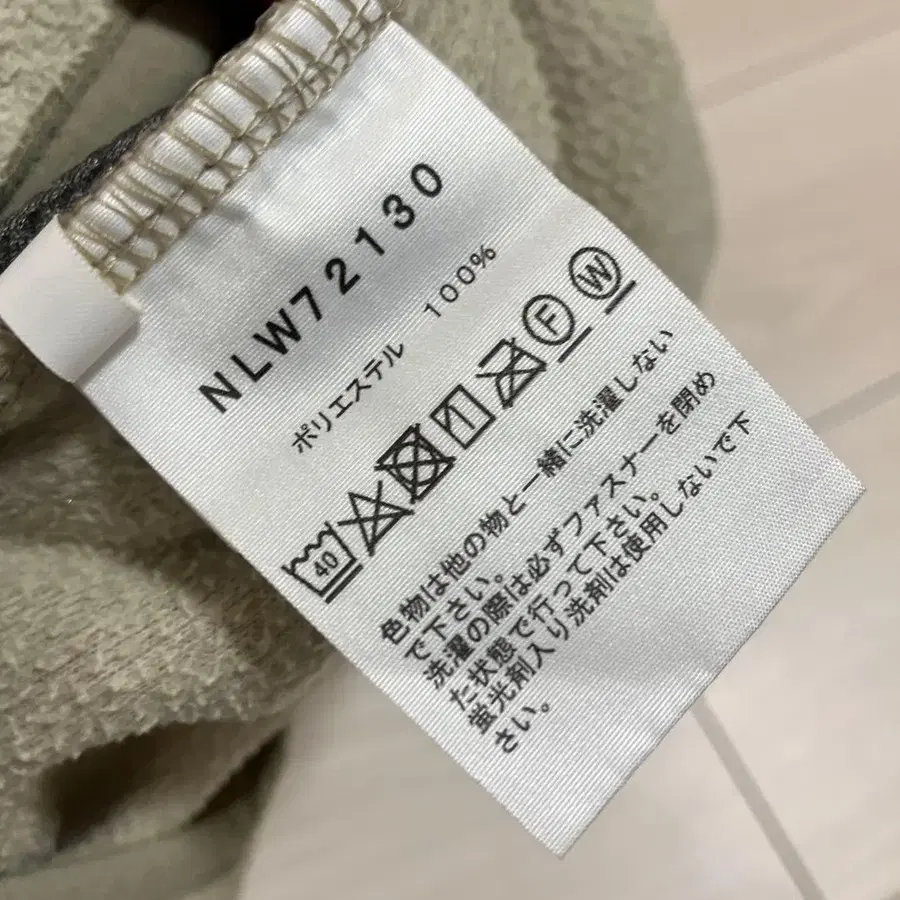 NLW72130
ポリエステル 100%
40 F W
色物は他の物と一緒に洗濯しない
で下さい。
洗濯の際は必ずファスナーを閉め
た状態で行って下さい。
蛍光剤入り洗剤は使用しないで下
さい。